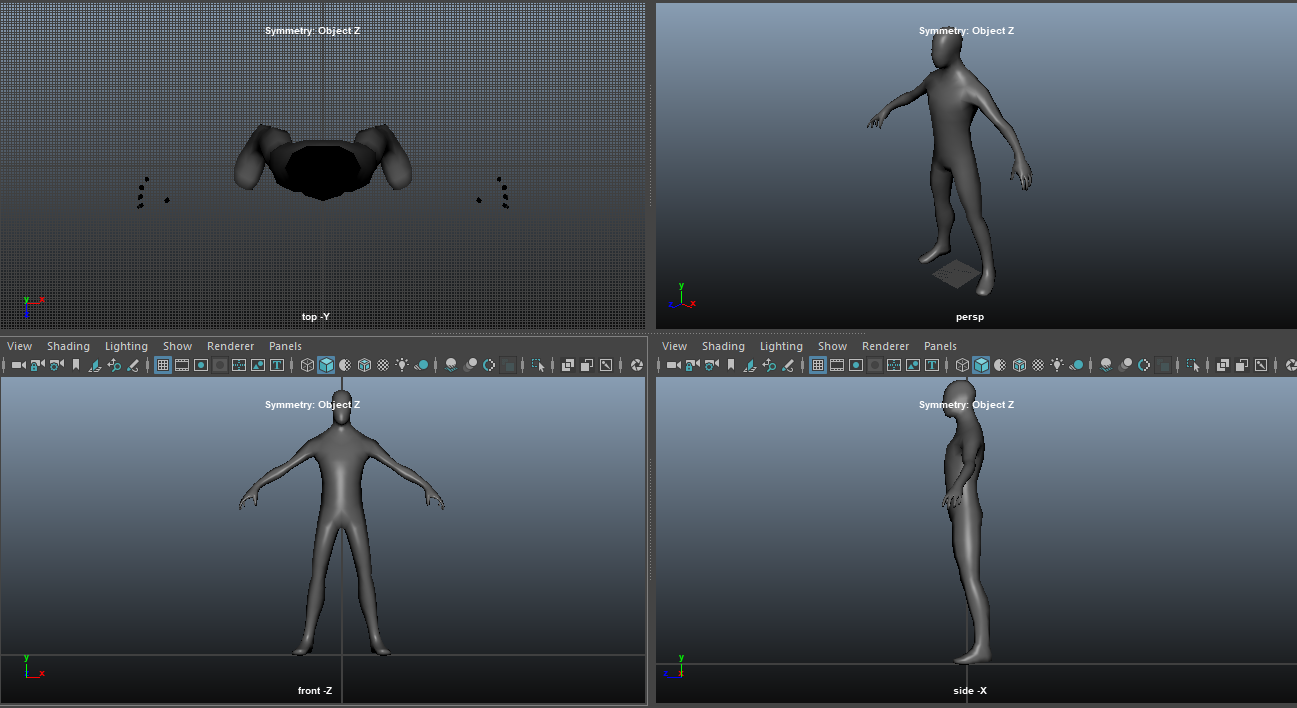 Symmetry: Object Z
y x
top -Y
Symmetry: Object Z
y
x
persp
View Shading Lighting Show Renderer Panels
Symmetry: Object Z
y
x
front -Z
View Shading Lighting Show Renderer Panels
Symmetry: Object Z
y
x
side -X